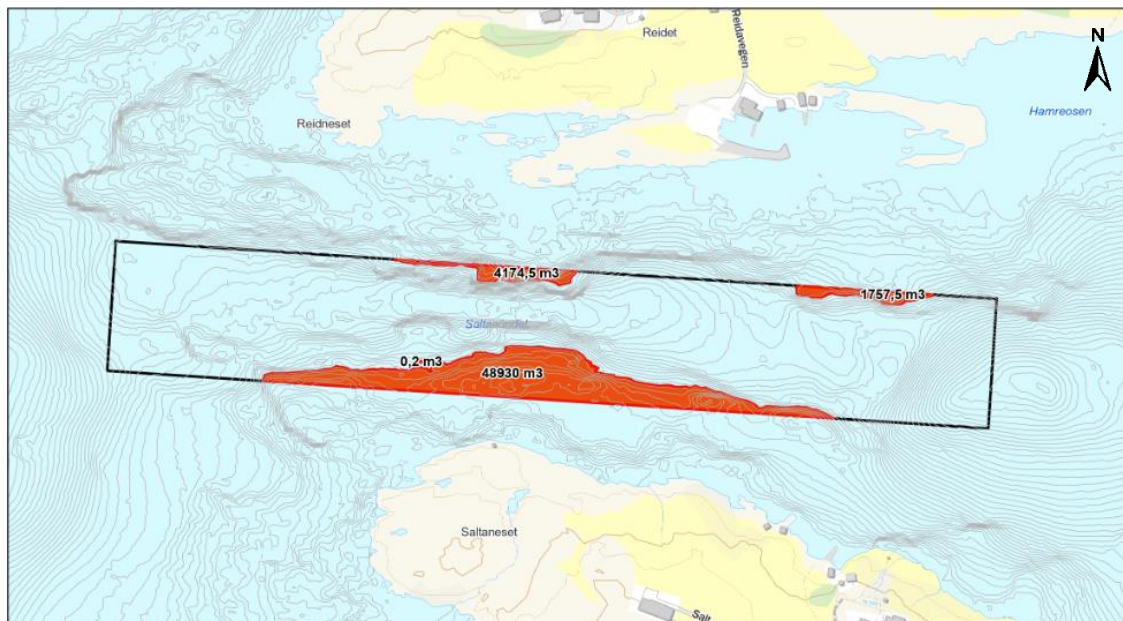 Reidet
Reidavegen
N
Hamreosen
Reidneset
4174,5 m3
1757,5 m3
0,2 m3
48930 m3
Saltaneset